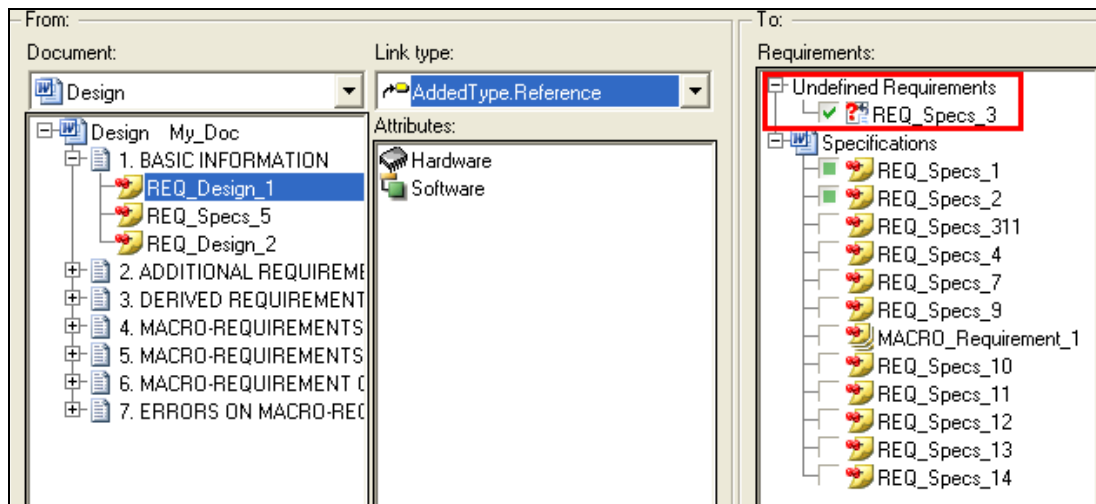 From:
Document:
Design
Design My_Doc
1. BASIC INFORMATION
REQ_Design_1
REQ_Specs_5
REQ_Design_2
2. ADDITIONAL REQUIREME
3. DERIVED REQUIREMENT
4. MACRO-REQUIREMENTS
5. MACRO-REQUIREMENTS
6. MACRO-REQUIREMENT
7. ERRORS ON MACRO-REC
Link type:
AddedType.Reference
Attributes:
Hardware
Software
To:
Requirements:
Undefined Requirements
REQ_Specs_3
Specifications
REQ_Specs_1
REQ_Specs_2
REQ_Specs_311
REQ_Specs_4
REQ_Specs_7
REQ_Specs_9
MACRO_Requirement_1
REQ_Specs_10
REQ_Specs_11
REQ_Specs_12
REQ_Specs_13
REQ_Specs_14